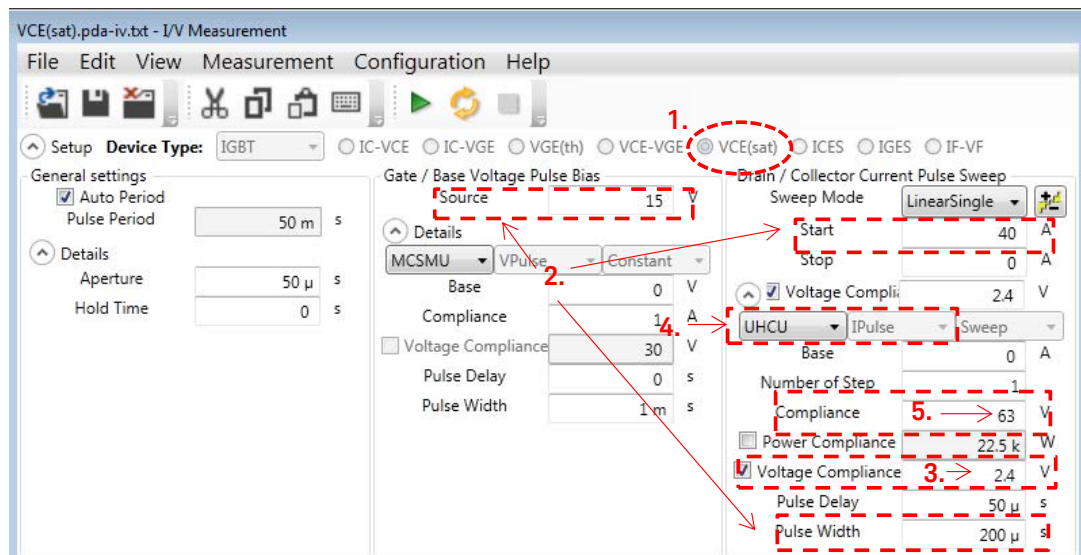 VCE(sat).pda-iv.txt - I/V Measurement
File Edit View Measurement Configuration Help
1.
Setup Device Type: IGBT IC-VCE IC-VGE VGE(th) VCE-VGE VCE(sat) ICES IGES IF-VF
General settings
Auto Period
Pulse Period 50 m s
Details
Aperture 50 μ s
Hold Time 0 s
Gate / Base Voltage Pulse Bias
Source 15 V
Details
MCSMU VPulse Constant
2.
Base 0 V
Compliance 1 A
Voltage Compliance 30 V
Pulse Delay 0 s
Pulse Width 1 m s
Drain / Collector Current Pulse Sweep
Sweep Mode LinearSingle
Start 40 A
Stop 0 A
Voltage Compli 2.4 V
4.
UHCU IPulse Sweep
Base 0 A
Number of Step 1
Compliance 5. 63 V
Power Compliance 22.5 k W
Voltage Compliance 3. 2.4 V
Pulse Delay 50 μ s
Pulse Width 200 μ s